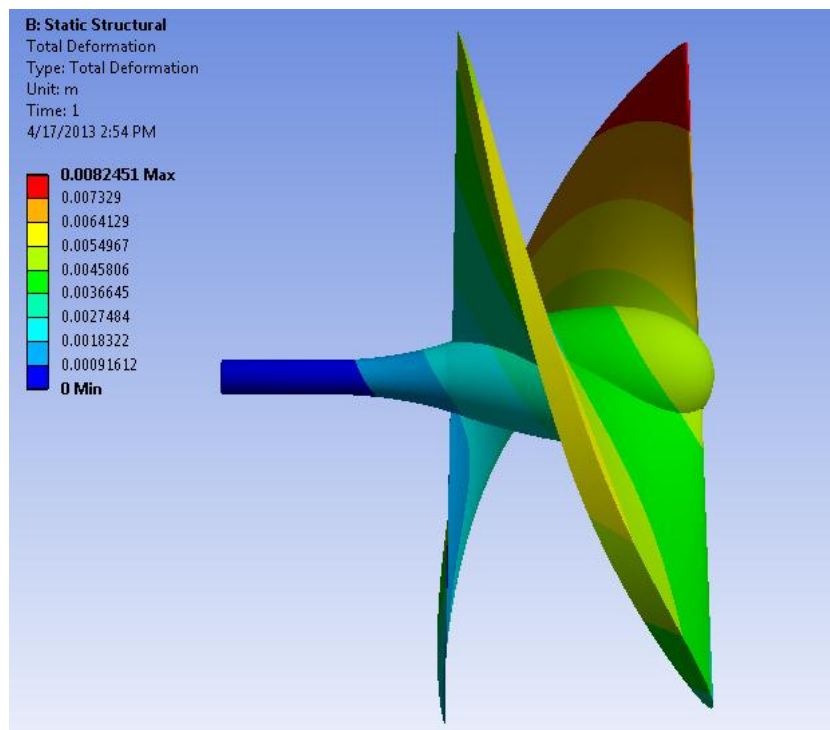 B: Static Structural
Total Deformation
Type: Total Deformation
Unit: m
Time: 1
4/17/2013 2:54 PM
0.0082451 Max
0.007329
0.0064129
0.0054967
0.0045806
0.0036645
0.0027484
0.0018322
0.00091612
0 Min